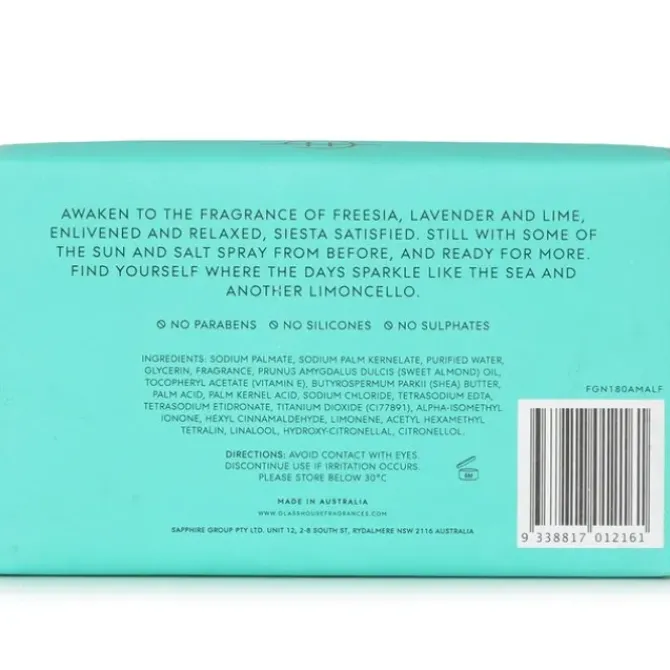 AWAKEN TO THE FRAGRANCE OF FREESIA, LAVENDER AND LIME,
ENLIVENED AND RELAXED, SIESTA SATISFIED. STILL WITH SOME OF
THE SUN AND SALT SPRAY FROM BEFORE, AND READY FOR MORE.
FIND YOURSELF WHERE THE DAYS SPARKLE LIKE THE SEA AND
ANOTHER LIMONCELLO.
NO PARABENS NO SILICONES NO SULPHATES
INGREDIENTS: SODIUM PALMATE, SODIUM PALM KERNELATE, PURIFIED WATER,
GLYCERIN, FRAGRANCE, PRUNUS AMYGDALUS DULCIS (SWEET ALMOND) OIL,
TOCOPHERYL ACETATE (VITAMIN E), BUTYROSPERMUM PARKII (SHEA) BUTTER,
PALM ACID, PALM KERNEL ACID, SODIUM CHLORIDE, TETRASODIUM EDTA,
TETRASODIUM ETIDRONATE, TITANIUM DIOXIDE (CI77891), ALPHA-ISOMETHYL
IONONE, HEXYL CINNAMALDEHYDE, LIMONENE, ACETYL HEXAMETHYL
TETRALIN, LINALOOL, HYDROXY-CITRONELLAL, CITRONELLOL.
DIRECTIONS: AVOID CONTACT WITH EYES.
DISCONTINUE USE IF IRRITATION OCCURS.
PLEASE STORE BELOW 30°C
MADE IN AUSTRALIA
WWW.GLASSHOUSEFRAGRANCES.COM
SAPPHIRE GROUP PTY LTD. UNIT 12, 2-8 SOUTH ST, RYDALMERE NSW 2116 AUSTRALIA
FGN180AMALF
9 338817 012161